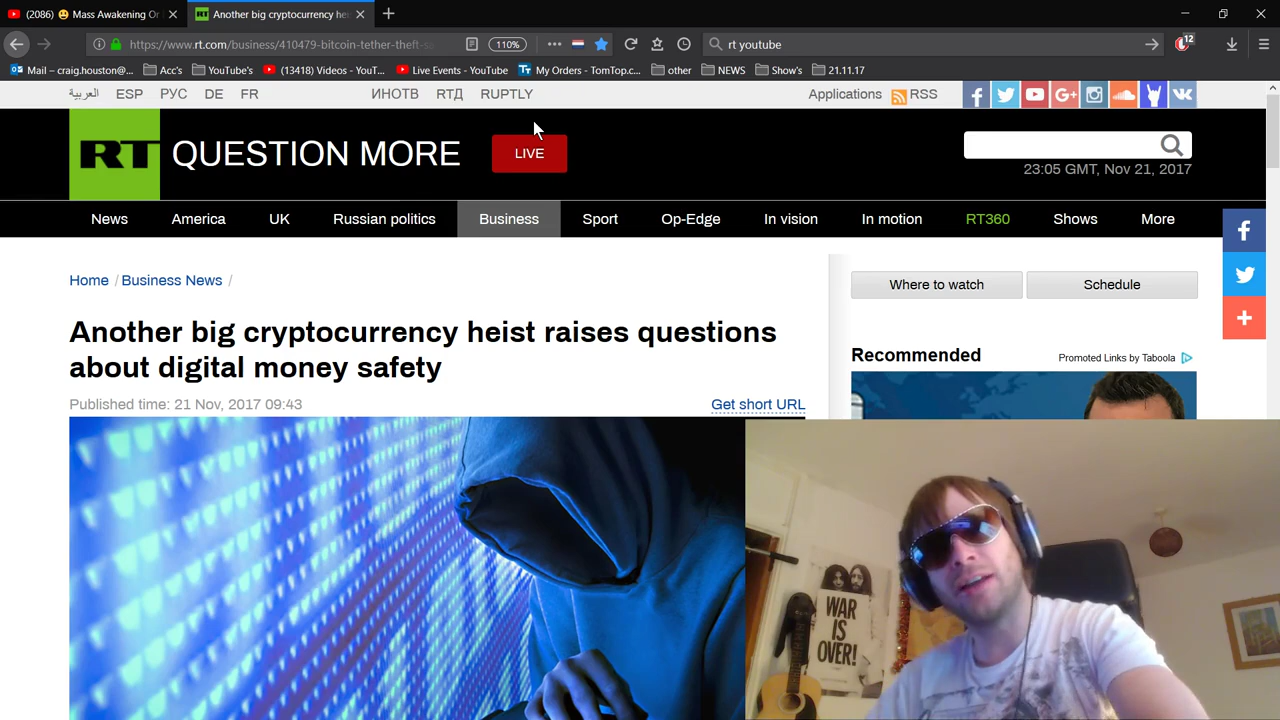 (2086) 😃 Mass Awakening Or
Another big cryptocurrency hei
https://www.rt.com/business/410479-bitcoin-tether-theft-s
110%
rt youtube
12
Mail – craig.houston@...
Acc's
YouTube's
(13418) Videos - YouT...
Live Events - YouTube
My Orders - TomTop.c...
other
NEWS
Show's
21.11.17
العربية ESP РУС DE FR ИНОТВ RTД RUPTLY
Applications RSS
RT QUESTION MORE
LIVE
23:05 GMT, Nov 21, 2017
News America UK Russian politics Business Sport Op-Edge In vision In motion RT360 Shows More
Home / Business News /
Where to watch
Schedule
Another big cryptocurrency heist raises questions
about digital money safety
Recommended
Promoted Links by Taboola
Published time: 21 Nov, 2017 09:43
Get short URL
WAR
IS
OVER!